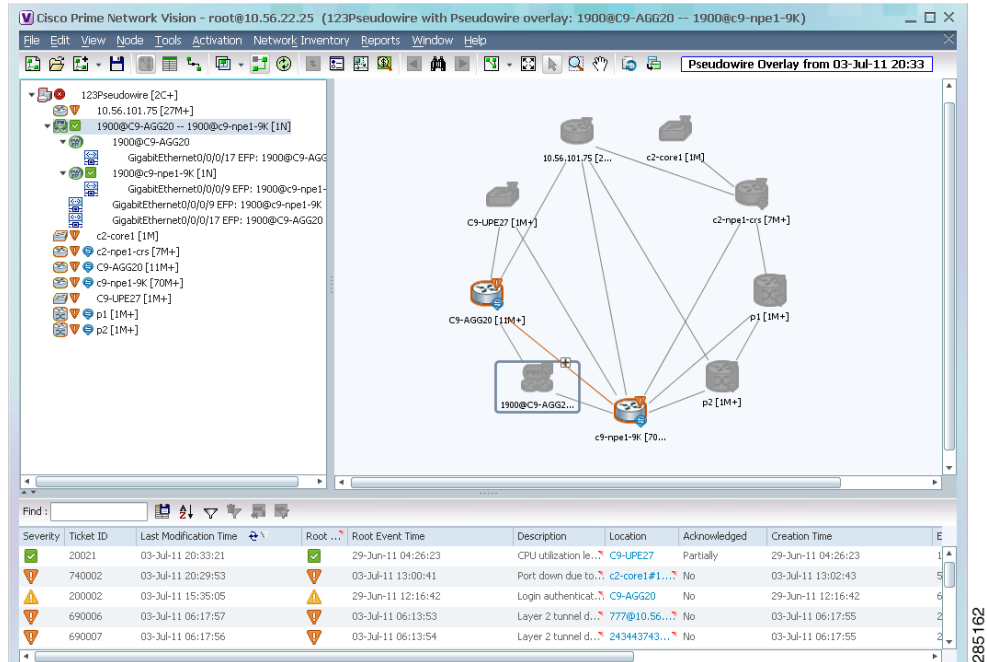 Cisco Prime Network Vision - root@10.56.22.25 (123Pseudowire with Pseudowire overlay: 1900@C9-AGG20 -- 1900@c9-npe1-9K)
File Edit View Node Tools Activation Network Inventory Reports Window Help
Pseudowire Overlay from 03-Jul-11 20:33
123Pseudowire [2C+]
10.56.101.75 [27M+]
1900@C9-AGG20 -- 1900@c9-npe1-9K [1N]
1900@C9-AGG20
GigabitEthernet0/0/0/17 EFP: 1900@C9-AGG
1900@c9-npe1-9K [1N]
GigabitEthernet0/0/0/9 EFP: 1900@c9-npe1-
GigabitEthernet0/0/0/9 EFP: 1900@c9-npe1-9K
GigabitEthernet0/0/0/17 EFP: 1900@C9-AGG20
c2-core1 [1M]
c2-npe1-crs [7M+]
C9-AGG20 [11M+]
c9-npe1-9K [70M+]
C9-UPE27 [1M+]
p1 [1M+]
p2 [1M+]
10.56.101.75 [2...
c2-core1 [1M]
C9-UPE27 [1M+]
c2-npe1-crs [7M+]
C9-AGG20 [11M+]
p1 [1M+]
1900@C9-AGG2...
p2 [1M+]
c9-npe1-9K [70...
Find :
Severity Ticket ID Last Modification Time Root ... Root Event Time Description Location Acknowledged Creation Time E
20021 03-Jul-11 20:33:21 29-Jun-11 04:26:23 CPU utilization le... C9-UPE27 Partially 29-Jun-11 04:26:23 1
740002 03-Jul-11 20:29:53 03-Jul-11 13:00:41 Port down due to... c2-core1#1... No 03-Jul-11 13:02:43 5
200002 03-Jul-11 15:35:05 29-Jun-11 12:16:42 Login authenticat... C9-AGG20 No 29-Jun-11 12:16:42 6
690006 03-Jul-11 06:17:57 03-Jul-11 06:13:53 Layer 2 tunnel d... 777@10.56... No 03-Jul-11 06:17:55 2
690007 03-Jul-11 06:17:56 03-Jul-11 06:13:54 Layer 2 tunnel d... 243443743... No 03-Jul-11 06:17:55 2
285162